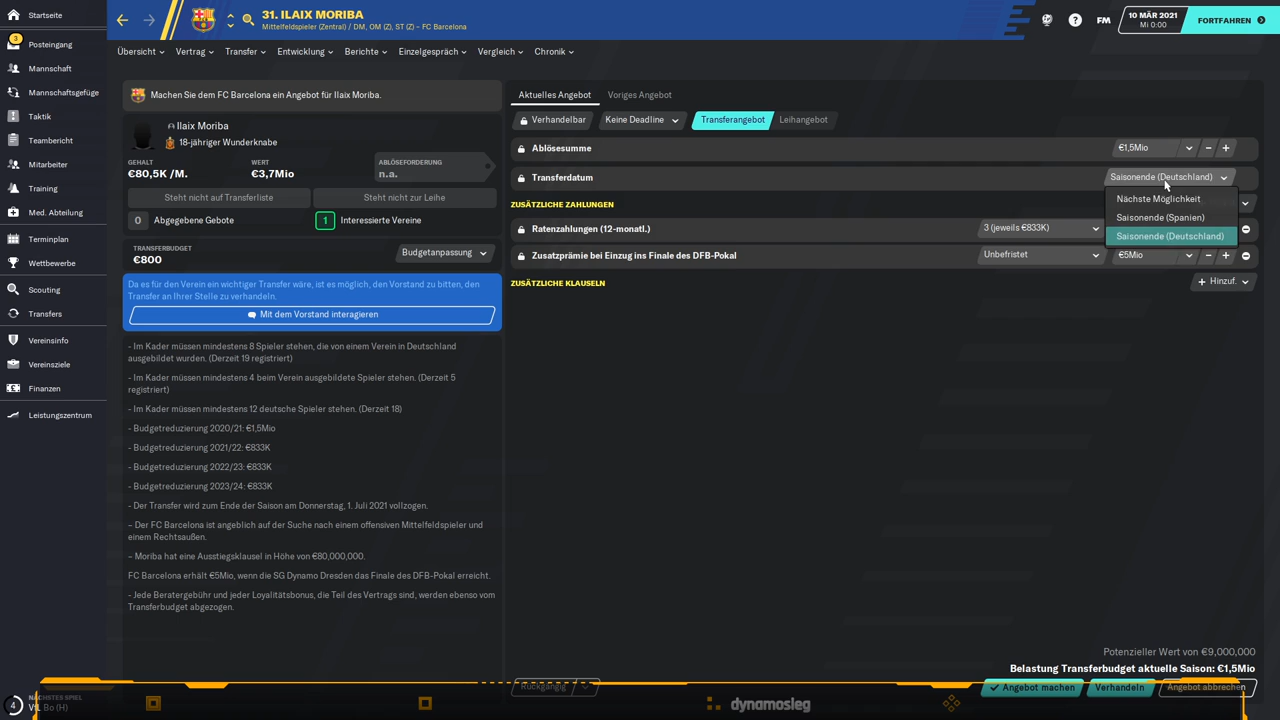 Startseite
3
Posteingang
Mannschaft
Mannschaftsgefüge
Taktik
Teambericht
Mitarbeiter
Training
Med. Abteilung
Terminplan
Wettbewerbe
Scouting
Transfers
Vereinsinfo
Vereinsziele
Finanzen
Leistungszentrum
31. ILAIX MORIBA
Mittelfeldspieler (Zentral) / DM, OM (Z), ST (Z) – FC Barcelona
FM
10 MÄR 2021
MI 0:00
FORTFAHREN
Übersicht
Vertrag
Transfer
Entwicklung
Berichte
Einzelgespräch
Vergleich
Chronik
Machen Sie dem FC Barcelona ein Angebot für Ilaix Moriba.
Ilaix Moriba
18-jähriger Wunderknabe
GEHALT
€80,5K /M.
WERT
€3,7Mio
ABLÖSEFORDERUNG
n.a.
Steht nicht auf Transferliste
Steht nicht zur Leihe
0 Abgegebene Gebote
1 Interessierte Vereine
TRANSFERBUDGET
€800
Budgetanpassung
Da es für den Verein ein wichtiger Transfer wäre, ist es möglich, den Vorstand zu bitten, den
Transfer an Ihrer Stelle zu verhandeln.
Mit dem Vorstand interagieren
- Im Kader müssen mindestens 8 Spieler stehen, die von einem Verein in Deutschland
ausgebildet wurden. (Derzeit 19 registriert)
- Im Kader müssen mindestens 4 beim Verein ausgebildete Spieler stehen. (Derzeit 5
registriert)
- Im Kader müssen mindestens 12 deutsche Spieler stehen. (Derzeit 18)
- Budgetreduzierung 2020/21: €1,5Mio
- Budgetreduzierung 2021/22: €833K
- Budgetreduzierung 2022/23: €833K
- Budgetreduzierung 2023/24: €833K
- Der Transfer wird zum Ende der Saison am Donnerstag, 1. Juli 2021 vollzogen.
– Der FC Barcelona ist angeblich auf der Suche nach einem offensiven Mittelfeldspieler und
einem Rechtsaußen.
– Moriba hat eine Ausstiegsklausel in Höhe von €80,000,000.
FC Barcelona erhält €5Mio, wenn die SG Dynamo Dresden das Finale des DFB-Pokal erreicht.
- Jede Beratergebühr und jeder Loyalitätsbonus, die Teil des Vertrags sind, werden ebenso vom
Transferbudget abgezogen.
Aktuelles Angebot
Voriges Angebot
Verhandelbar
Keine Deadline
Transferangebot
Leihangebot
Ablösesumme
€1,5Mio
Transferdatum
Saisonende (Deutschland)
Nächste Möglichkeit
Saisonende (Spanien)
Saisonende (Deutschland)
ZUSÄTZLICHE ZAHLUNGEN
Ratenzahlungen (12-monatl.)
3 (jeweils €833K)
Zusatzprämie bei Einzug ins Finale des DFB-Pokal
Unbefristet
€5Mio
ZUSÄTZLICHE KLAUSELN
Hinzuf.
Potenzieller Wert von €9,000,000
Belastung Transferbudget aktuelle Saison: €1,5Mio
Rückgängig
Angebot machen
Verhandeln
Angebot abbrechen
4
NÄCHSTES SPIEL
VfL Bo (H)
dynamosleg